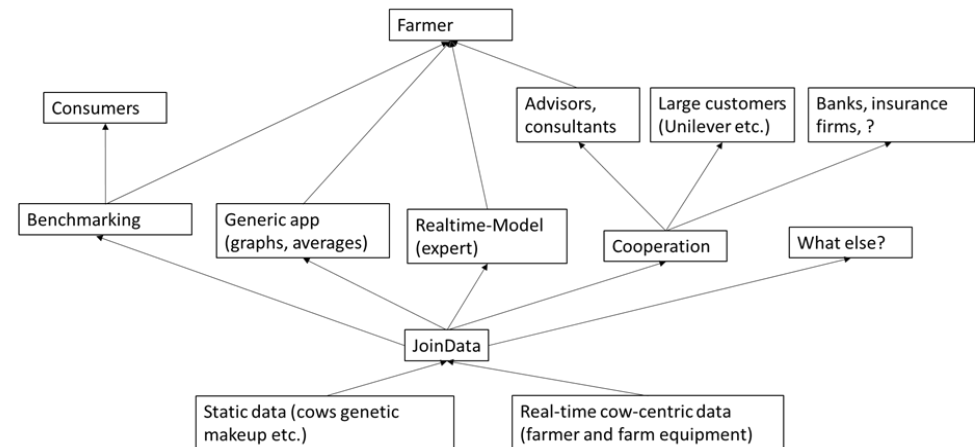 Farmer
Consumers
Advisors,
consultants
Large customers
(Unilever etc.)
Banks, insurance
firms, ?
Benchmarking
Generic app
(graphs, averages)
Realtime-Model
(expert)
Cooperation
What else?
JoinData
Static data (cows genetic
makeup etc.)
Real-time cow-centric data
(farmer and farm equipment)